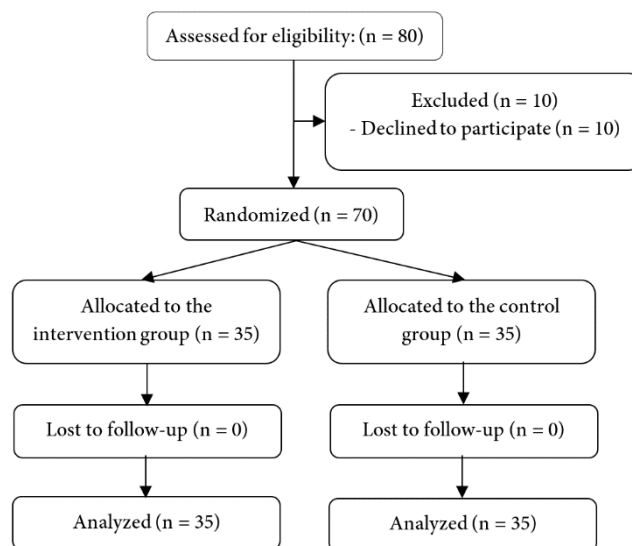 Assessed for eligibility: (n = 80)
Excluded (n = 10)
- Declined to participate (n = 10)
Randomized (n = 70)
Allocated to the
intervention group (n = 35)
Allocated to the control
group (n = 35)
Lost to follow-up (n = 0)
Lost to follow-up (n = 0)
Analyzed (n = 35)
Analyzed (n = 35)